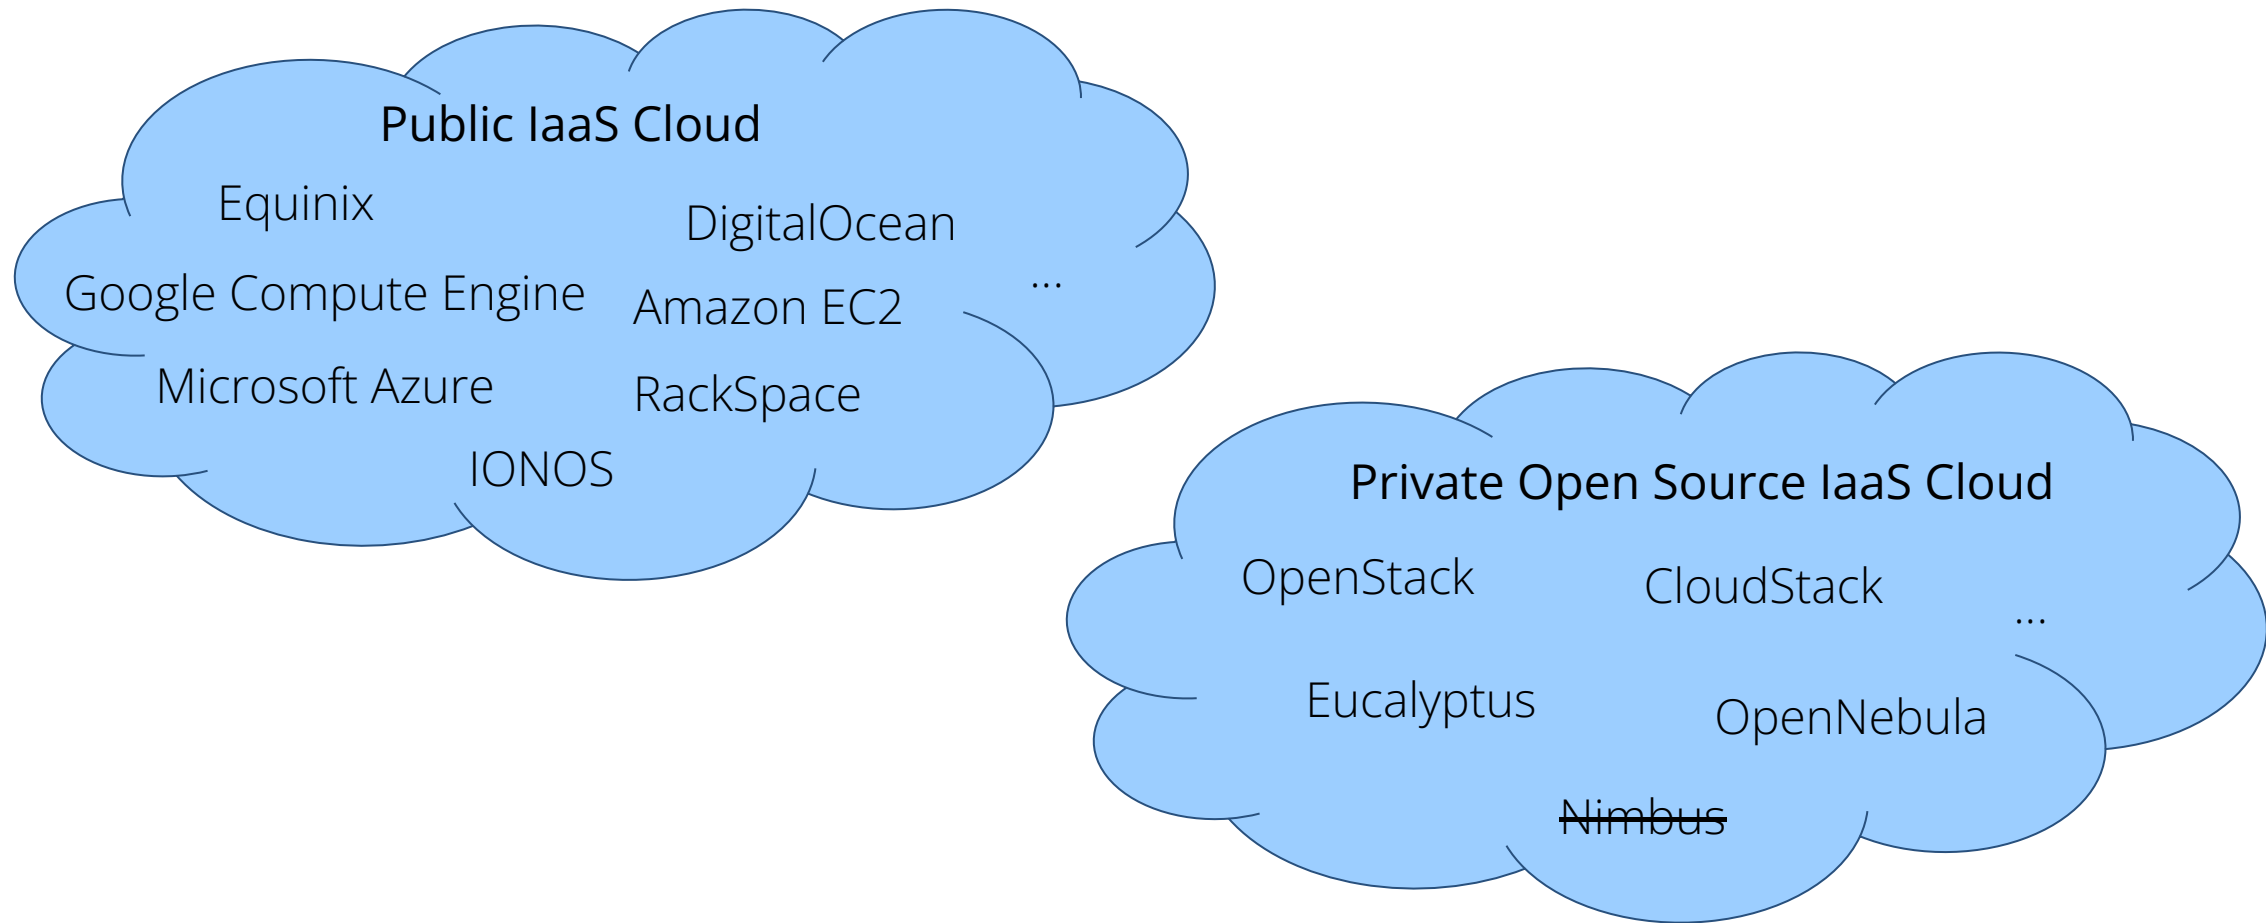 Public IaaS Cloud
Equinix
DigitalOcean
Google Compute Engine
Amazon EC2
...
Microsoft Azure
RackSpace
IONOS
Private Open Source IaaS Cloud
OpenStack
CloudStack
...
Eucalyptus
OpenNebula
Nimbus